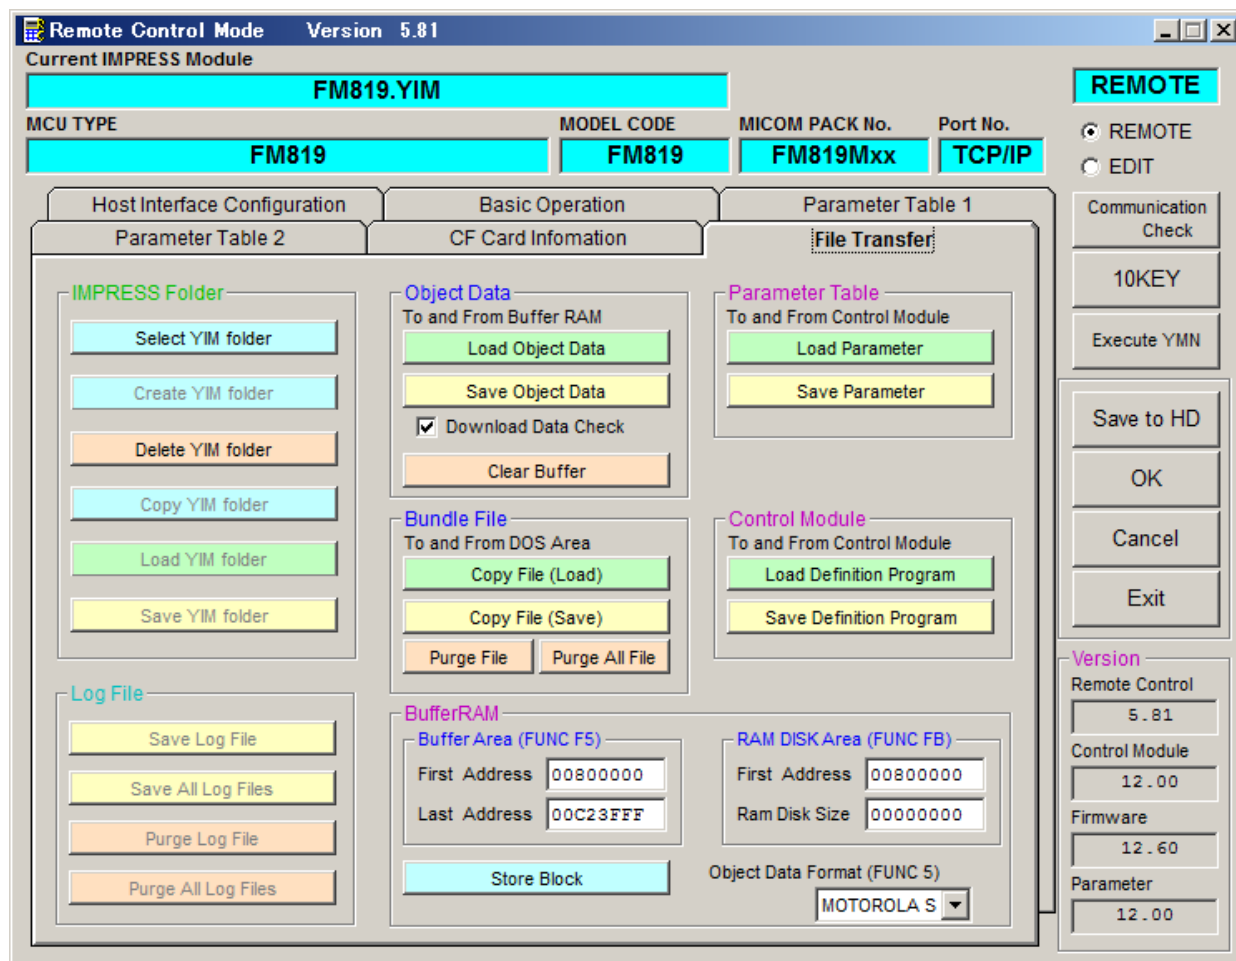 Remote Control Mode Version 5.81
Current IMPRESS Module
FM819.YIM
REMOTE
MCU TYPE
MODEL CODE
MICOM PACK No.
Port No.
FM819
FM819
FM819Mxx
TCP/IP
REMOTE
EDIT
Host Interface Configuration
Basic Operation
Parameter Table 1
Parameter Table 2
CF Card Infomation
File Transfer
Communication
Check
10KEY
Execute YMN
Save to HD
OK
Cancel
Exit
IMPRESS Folder
Select YIM folder
Create YIM folder
Delete YIM folder
Copy YIM folder
Load YIM folder
Save YIM folder
Log File
Save Log File
Save All Log Files
Purge Log File
Purge All Log Files
Object Data
To and From Buffer RAM
Load Object Data
Save Object Data
Download Data Check
Clear Buffer
Bundle File
To and From DOS Area
Copy File (Load)
Copy File (Save)
Purge File
Purge All File
Parameter Table
To and From Control Module
Load Parameter
Save Parameter
Control Module
To and From Control Module
Load Definition Program
Save Definition Program
BufferRAM
Buffer Area (FUNC F5)
First Address 00800000
Last Address 00C23FFF
RAM DISK Area (FUNC FB)
First Address 00800000
Ram Disk Size 00000000
Store Block
Object Data Format (FUNC 5)
MOTOROLA S
Version
Remote Control
5.81
Control Module
12.00
Firmware
12.60
Parameter
12.00